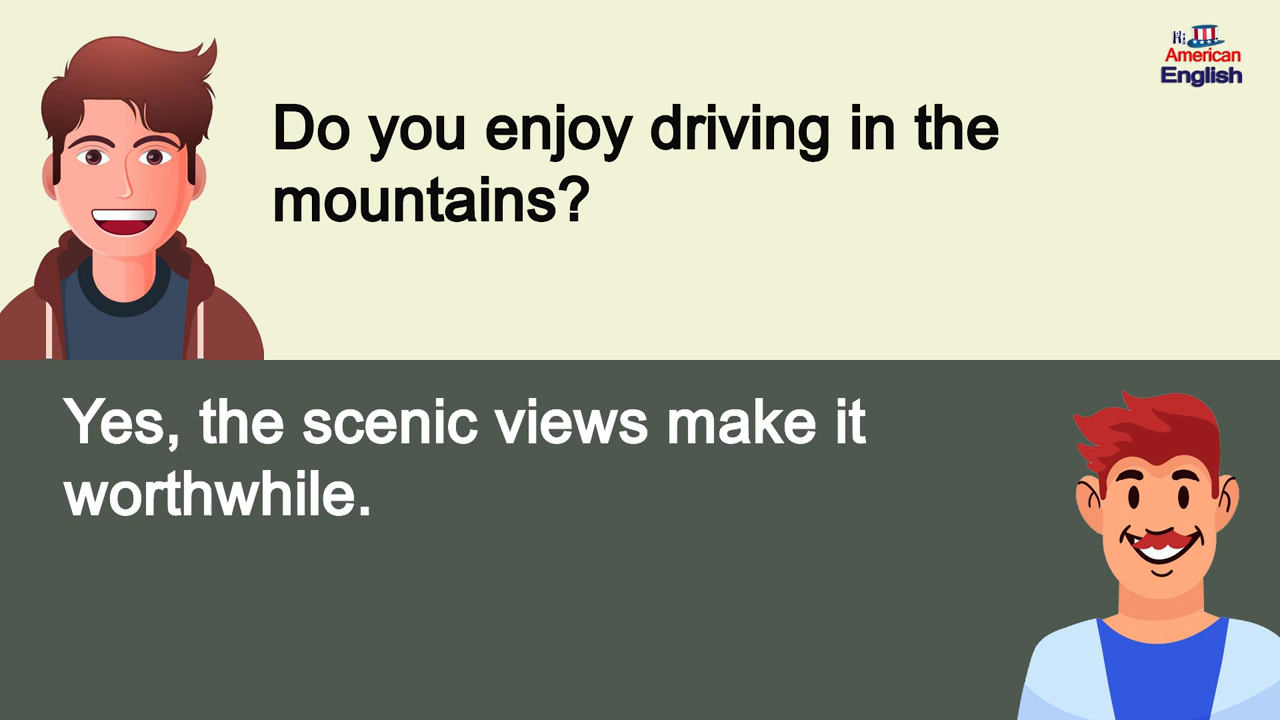 Hi
American
English
Do you enjoy driving in the
mountains?
Yes, the scenic views make it
worthwhile.